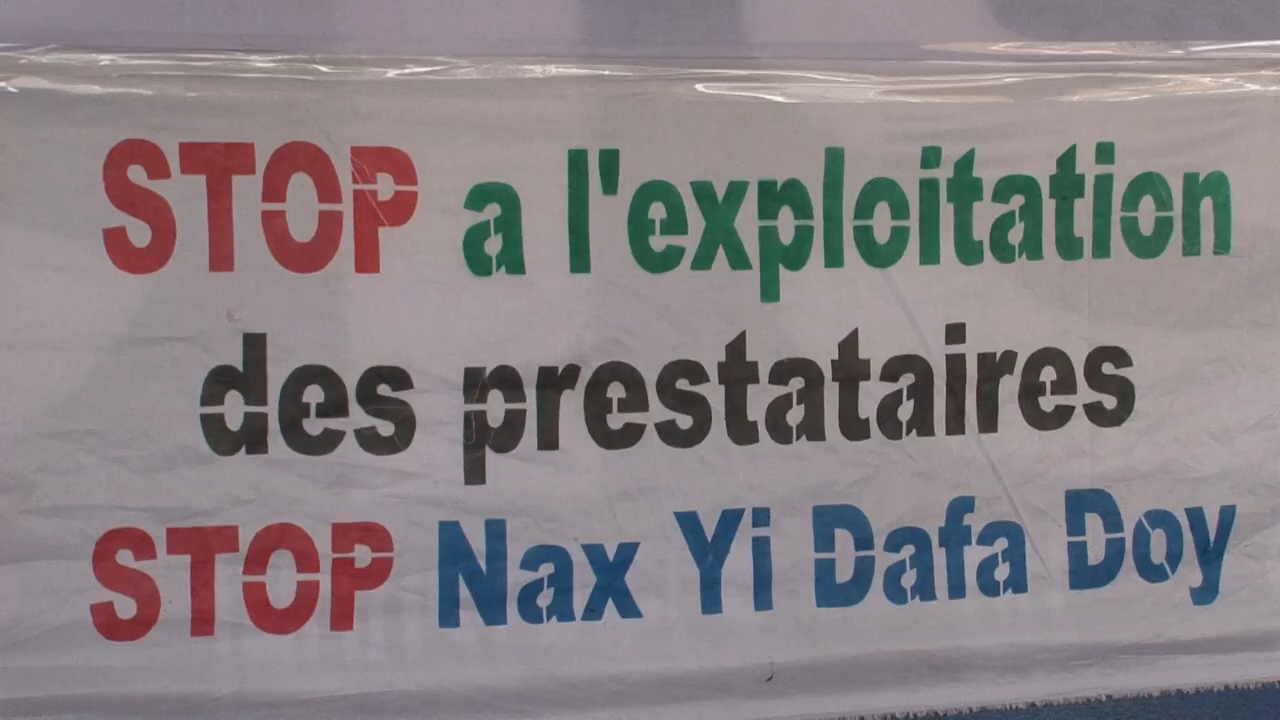 STOP a l'exploitation
des prestataires
STOP Nax Yi Dafa Doy